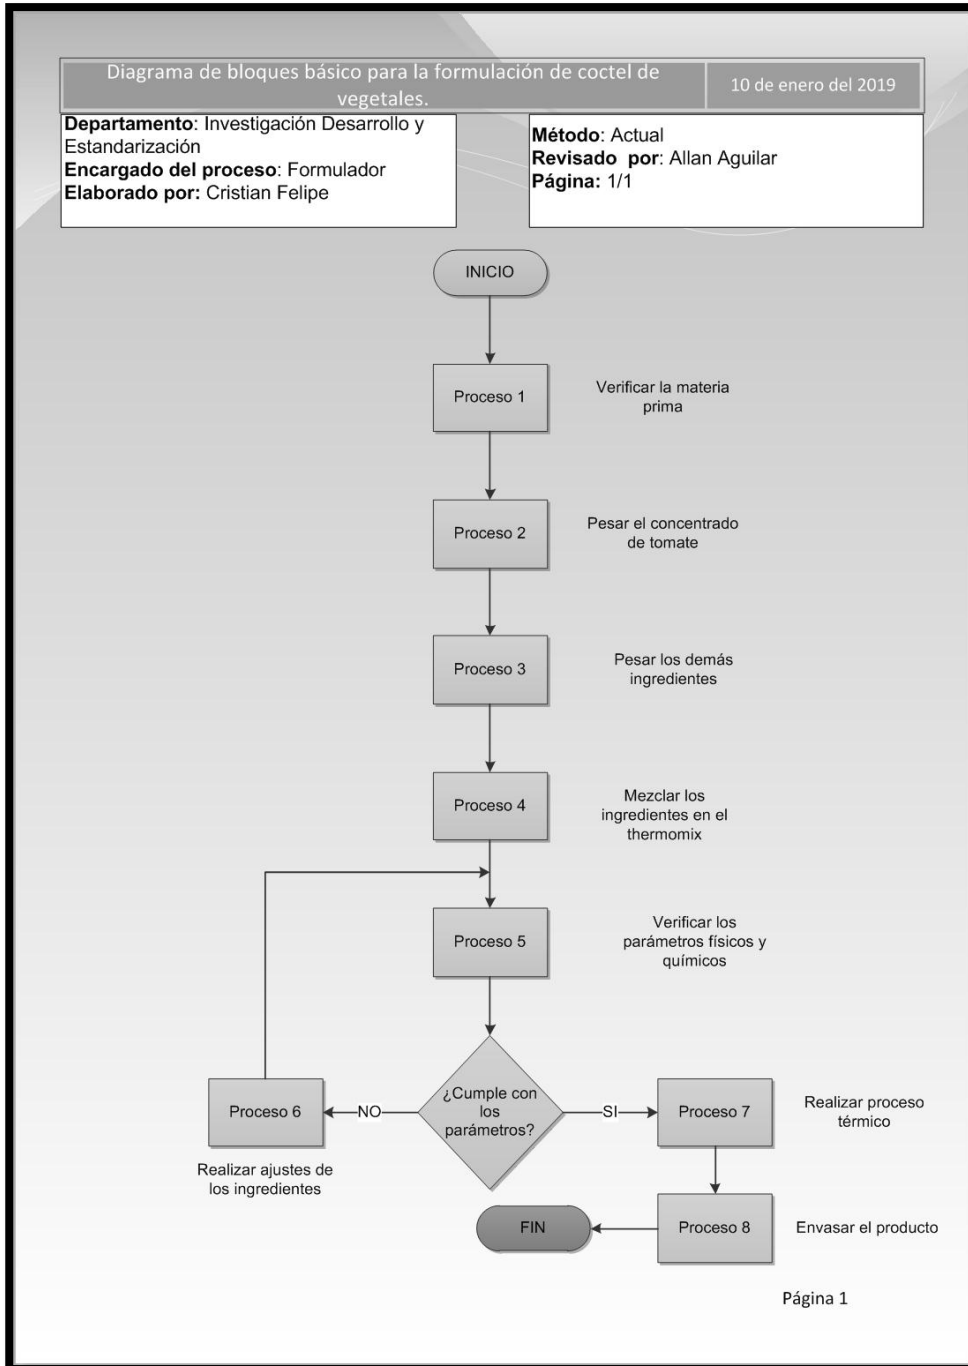 Diagrama de bloques básico para la formulación de coctel de
vegetales.
10 de enero del 2019
Departamento: Investigación Desarrollo y
Estandarización
Encargado del proceso: Formulador
Elaborado por: Cristian Felipe
Método: Actual
Revisado por: Allan Aguilar
Página: 1/1
INICIO
Proceso 1
Verificar la materia
prima
Proceso 2
Pesar el concentrado
de tomate
Proceso 3
Pesar los demás
ingredientes
Proceso 4
Mezclar los
ingredientes en el
thermomix
Proceso 5
Verificar los
parámetros físicos y
químicos
¿Cumple con
los
parámetros?
NO
Proceso 6
Realizar ajustes de
los ingredientes
SI
Proceso 7
Realizar proceso
térmico
Proceso 8
Envasar el producto
FIN
Página 1